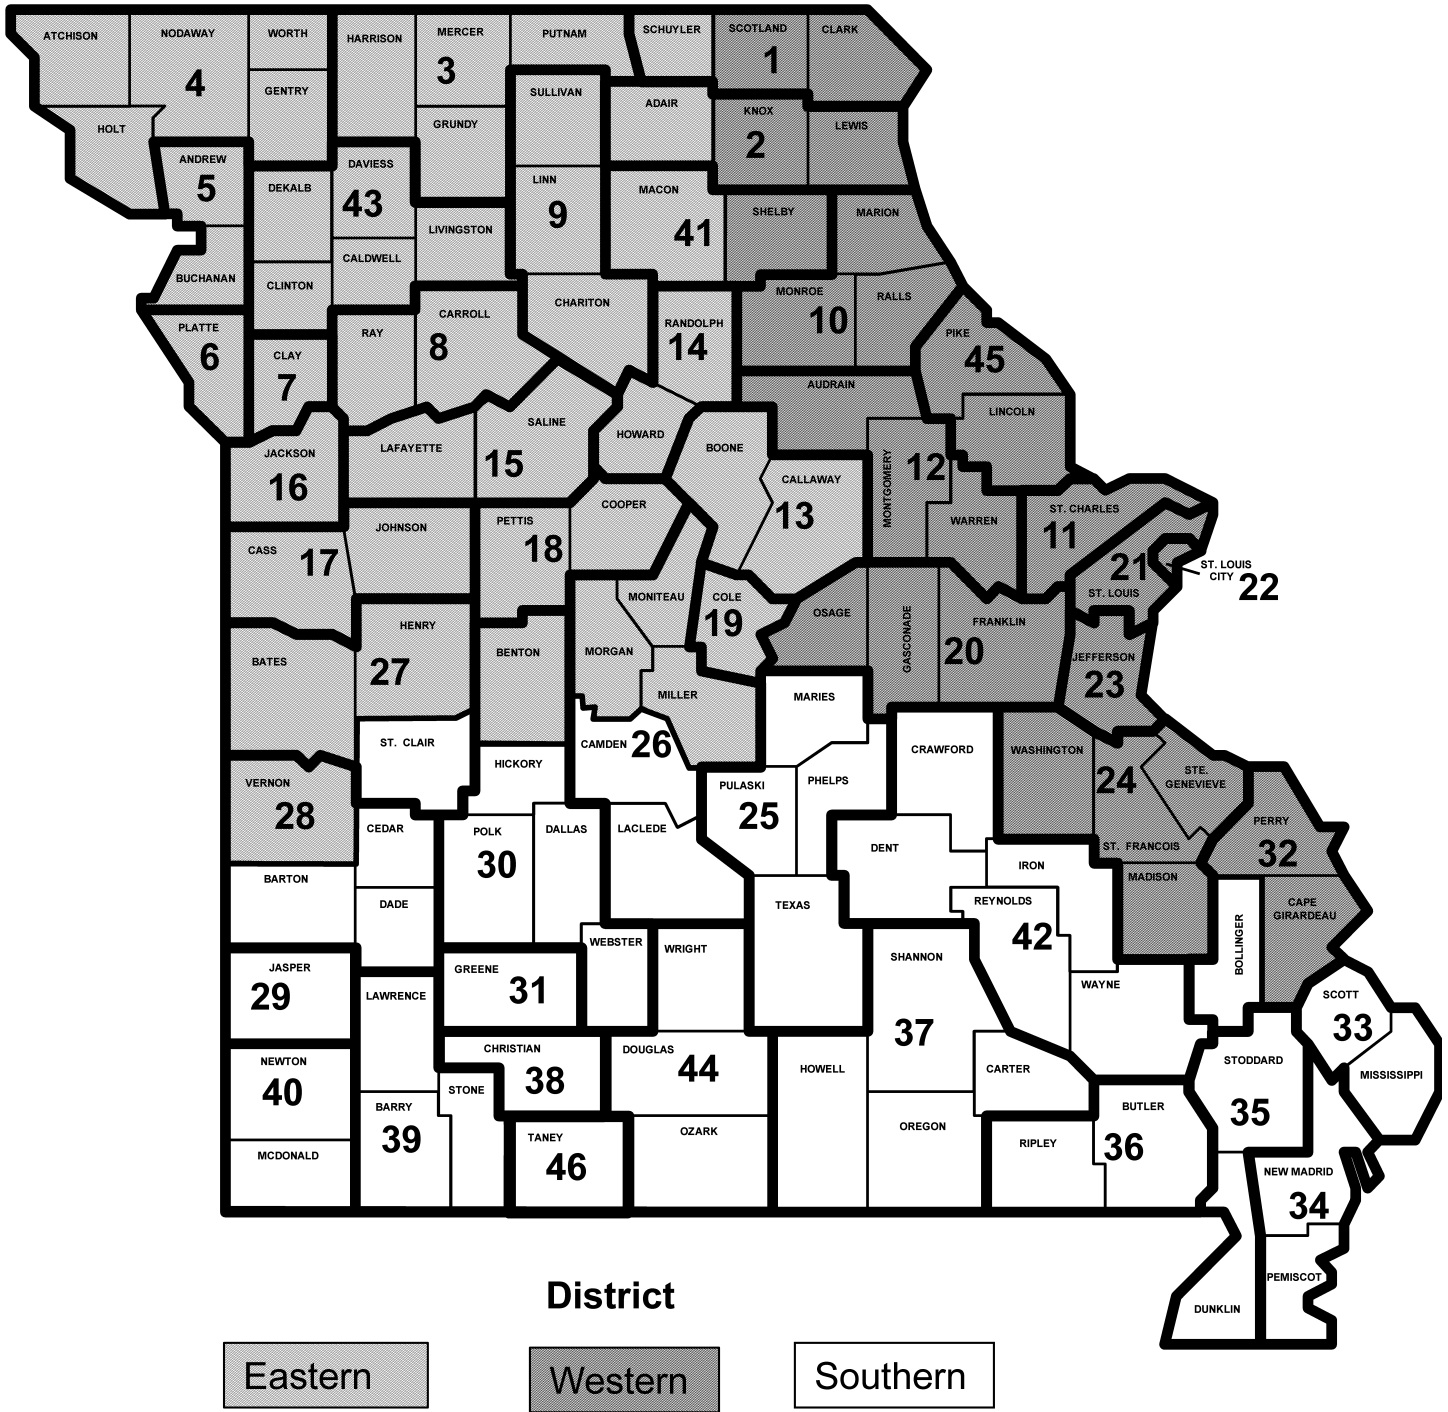 ATCHISON
NODAWAY
WORTH
HARRISON
MERCER
PUTNAM
SCHUYLER
SCOTLAND
CLARK
4
3
1
GENTRY
SULLIVAN
ADAIR
KNOX
LEWIS
HOLT
GRUNDY
2
ANDREW
5
DEKALB
DAVIESS
43
LINN
9
MACON
41
SHELBY
MARION
LIVINGSTON
BUCHANAN
CLINTON
CALDWELL
CHARITON
MONROE
10
RALLS
PLATTE
6
CLAY
7
RAY
CARROLL
8
RANDOLPH
14
PIKE
45
AUDRAIN
LINCOLN
JACKSON
16
LAFAYETTE
SALINE
15
HOWARD
BOONE
CALLAWAY
13
MONTGOMERY
12
WARREN
ST. CHARLES
11
COOPER
CASS
17
JOHNSON
PETTIS
18
21
ST. LOUIS
ST. LOUIS
CITY
22
MONITEAU
COLE
19
OSAGE
GASCONADE
FRANKLIN
20
JEFFERSON
23
BATES
HENRY
27
BENTON
MORGAN
MILLER
MARIES
ST. CLAIR
HICKORY
CAMDEN
26
CRAWFORD
WASHINGTON
24
STE.
GENEVIEVE
VERNON
28
CEDAR
POLK
30
DALLAS
LACLEDE
PULASKI
25
PHELPS
DENT
IRON
ST. FRANCOIS
PERRY
32
BARTON
DADE
TEXAS
REYNOLDS
42
MADISON
BOLLINGER
CAPE
GIRARDEAU
JASPER
29
LAWRENCE
GREENE
31
WEBSTER
WRIGHT
SHANNON
37
WAYNE
SCOTT
33
NEWTON
40
CHRISTIAN
38
DOUGLAS
44
HOWELL
CARTER
STODDARD
35
MISSISSIPPI
STONE
BARRY
39
OREGON
BUTLER
36
MCDONALD
TANEY
46
OZARK
RIPLEY
NEW MADRID
34
PEMISCOT
DUNKLIN
District
Eastern
Western
Southern